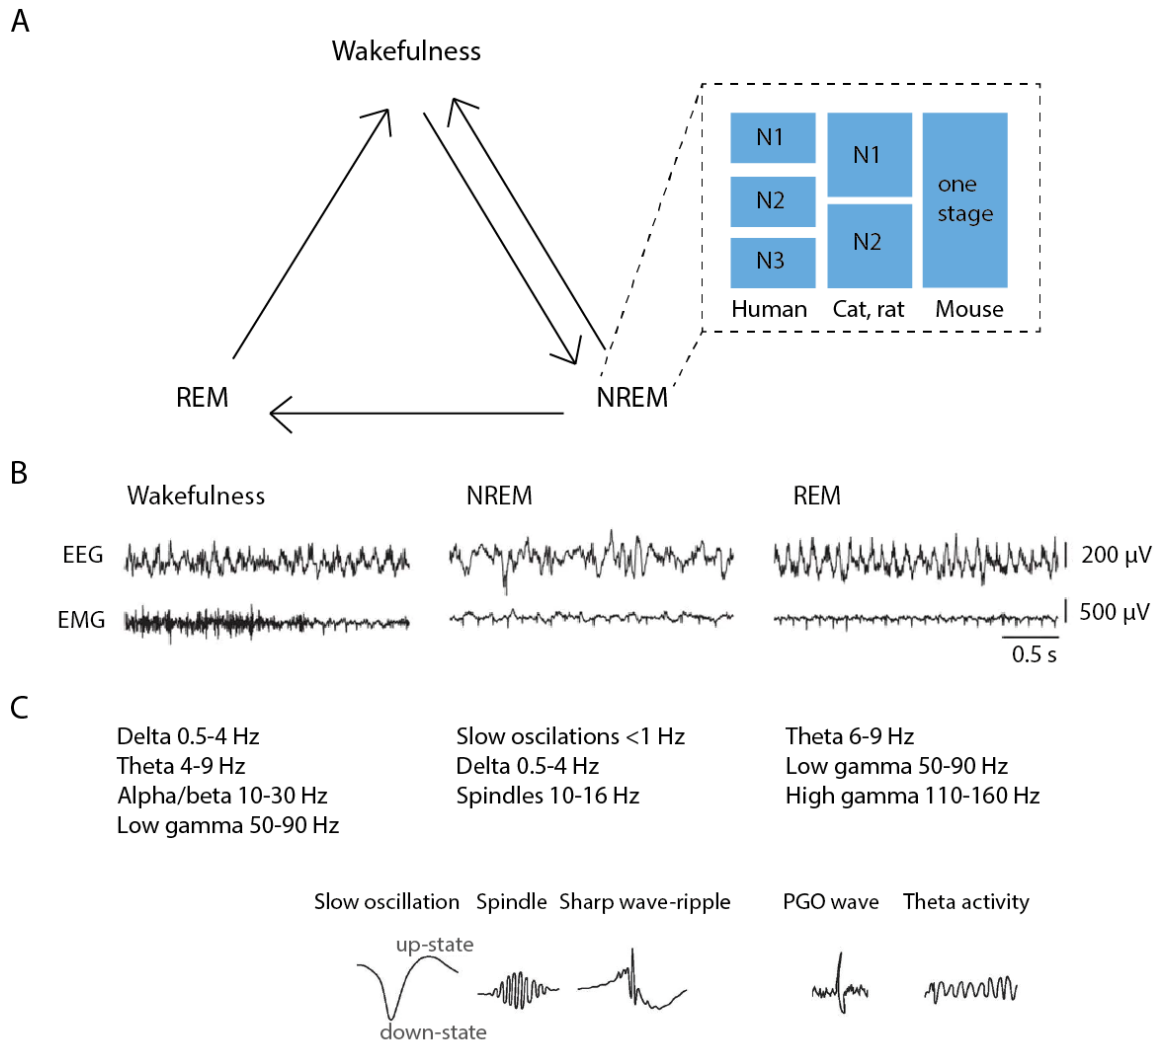 A
Wakefulness
REM
NREM
N1
N2
N3
Human
N1
N2
Cat, rat
one
stage
Mouse
B
Wakefulness
NREM
REM
EEG
200 µV
EMG
500 µV
0.5 s
C
Delta 0.5-4 Hz
Theta 4-9 Hz
Alpha/beta 10-30 Hz
Low gamma 50-90 Hz
Slow oscilations <1 Hz
Delta 0.5-4 Hz
Spindles 10-16 Hz
Theta 6-9 Hz
Low gamma 50-90 Hz
High gamma 110-160 Hz
Slow oscillation
Spindle
Sharp wave-ripple
PGO wave
Theta activity
up-state
down-state